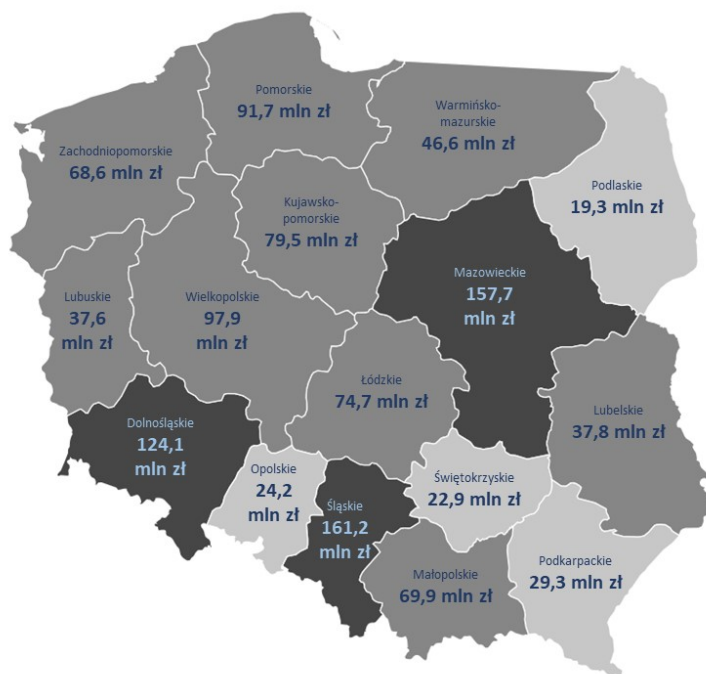 Pomorskie
91,7 mln zł
Warmińsko-
mazurskie
46,6 mln zł
Zachodniopomorskie
68,6 mln zł
Podlaskie
19,3 mln zł
Kujawsko-
pomorskie
79,5 mln zł
Mazowieckie
157,7
mln zł
Lubuskie
37,6
mln zł
Wielkopolskie
97,9
mln zł
Łódzkie
74,7 mln zł
Lubelskie
37,8 mln zł
Dolnośląskie
124,1
mln zł
Opolskie
24,2
mln zł
Śląskie
161,2
mln zł
Świętokrzyskie
22,9 mln zł
Małopolskie
69,9 mln zł
Podkarpackie
29,3 mln zł